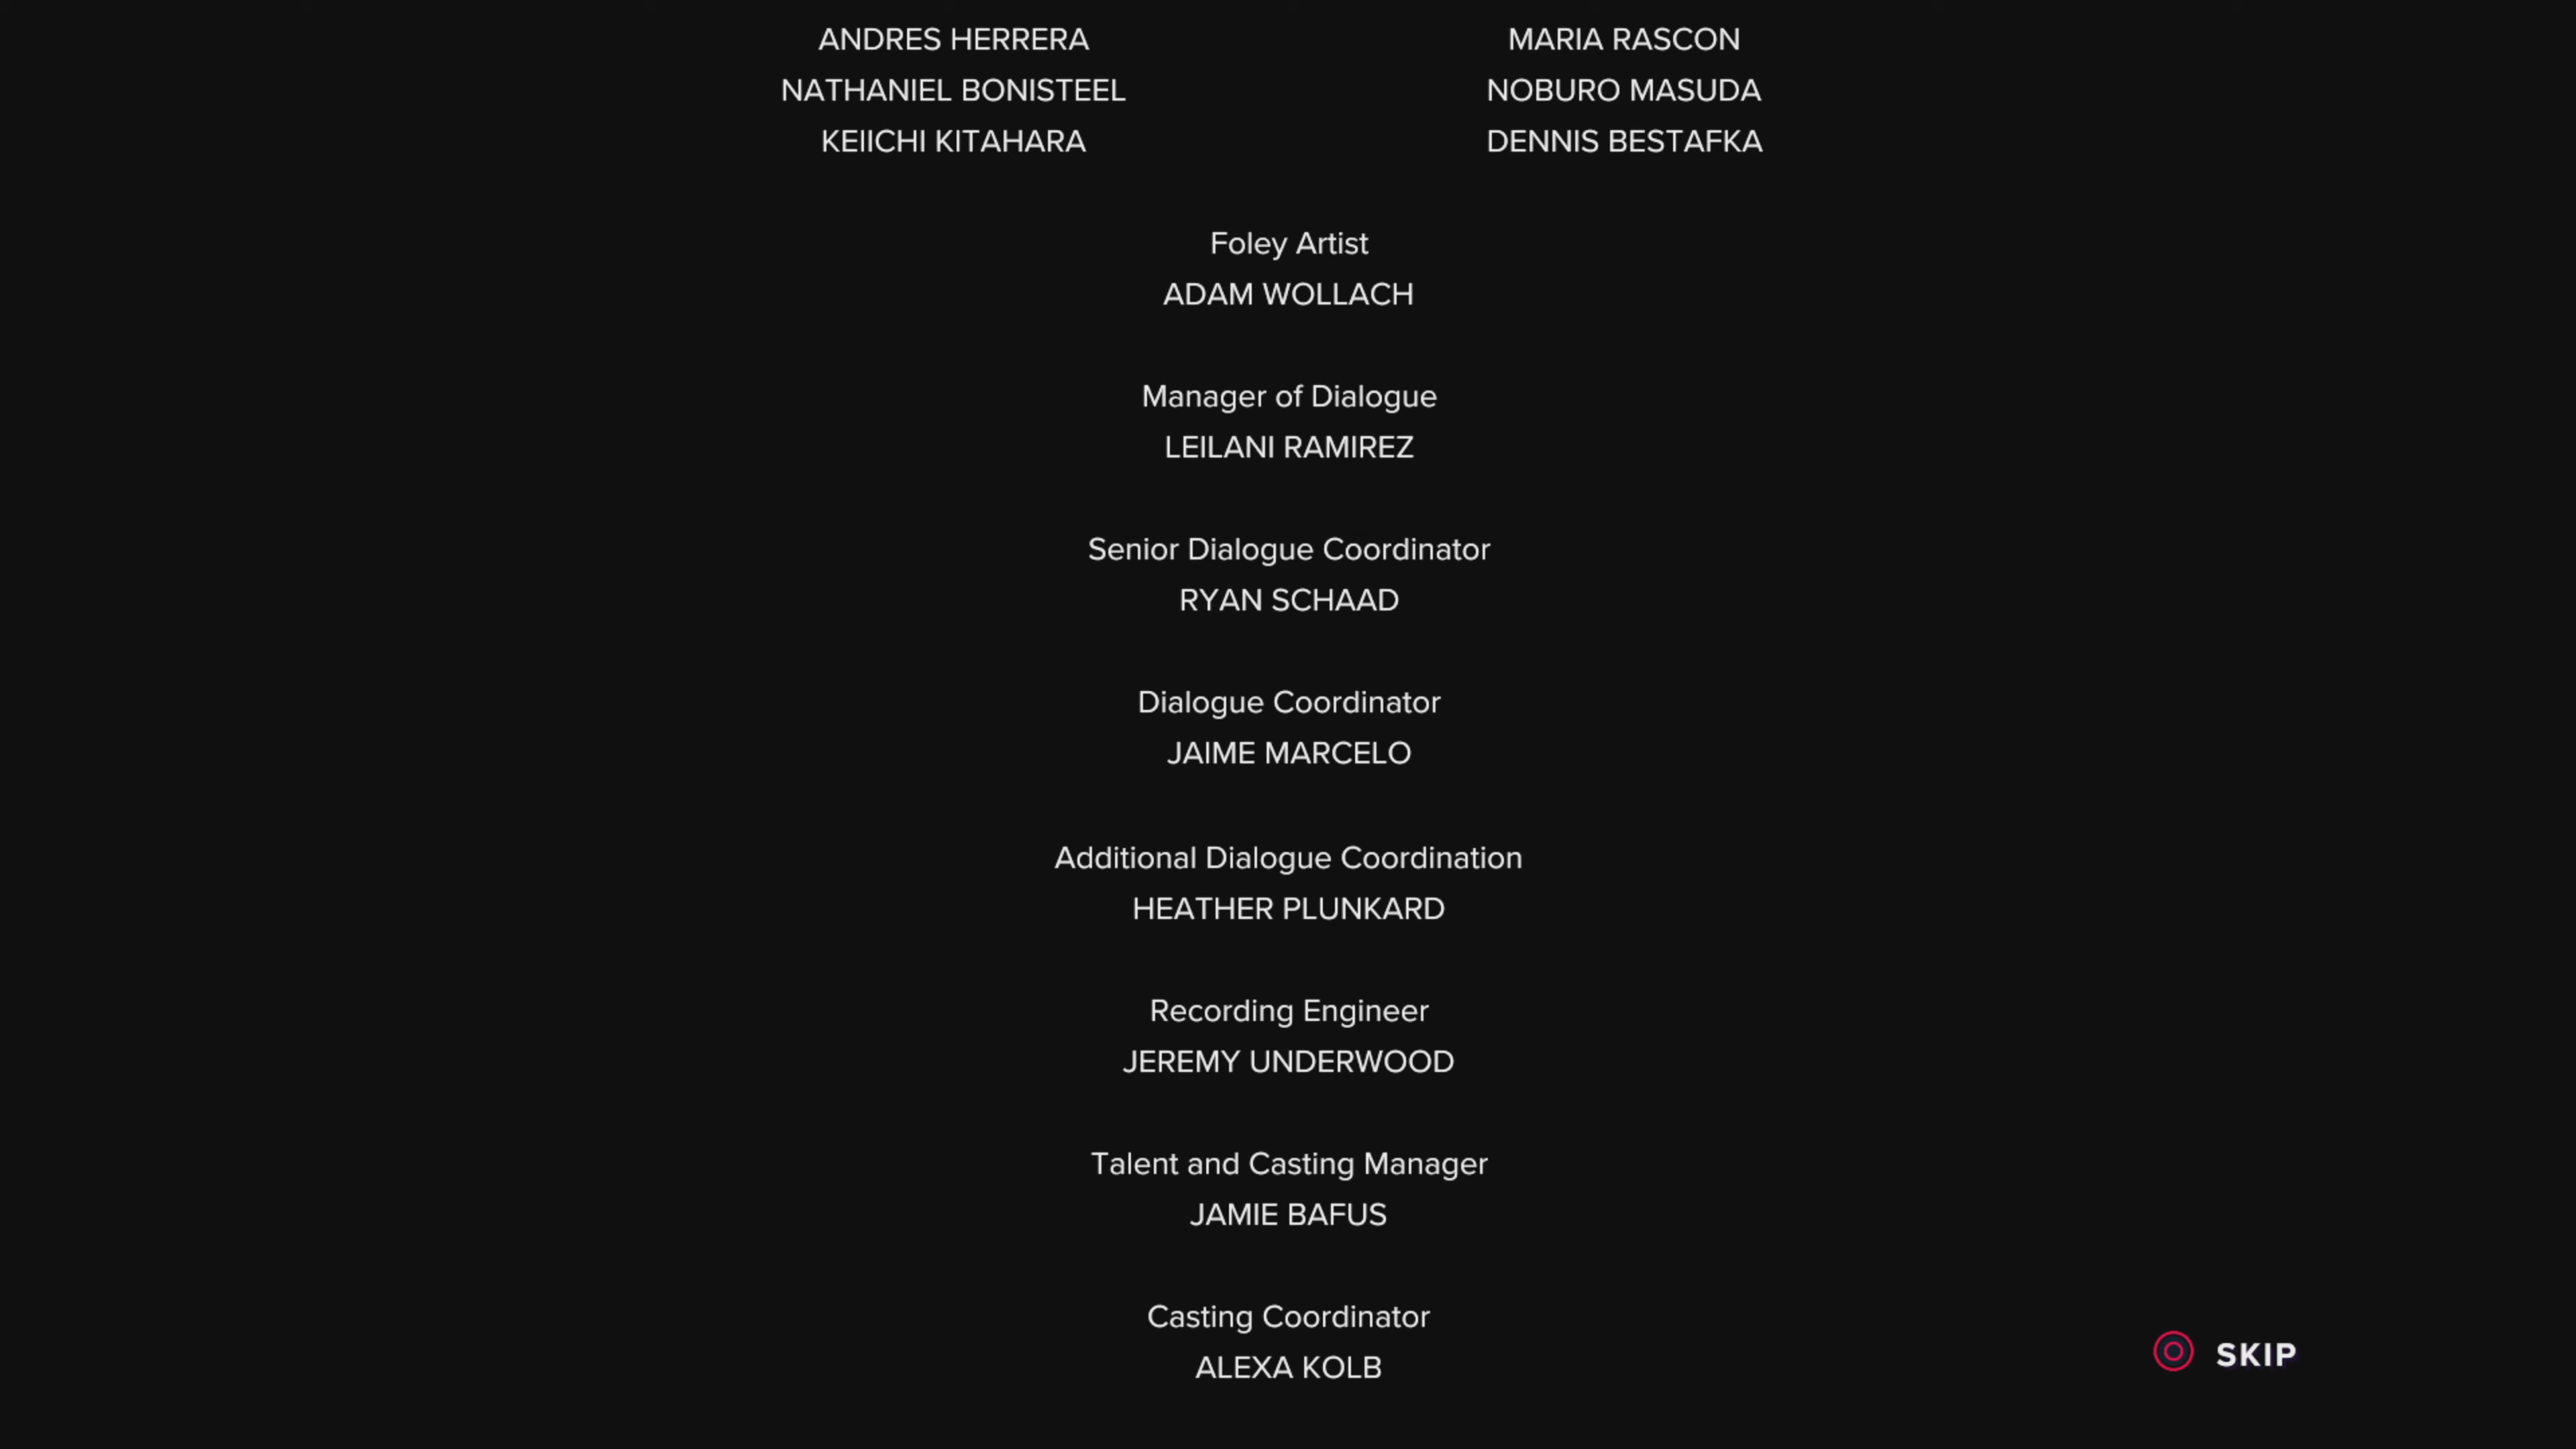 ANDRES HERRERA MARIA RASCON
NATHANIEL BONISTEEL NOBURO MASUDA
KEIICHI KITAHARA DENNIS BESTAFKA
Foley Artist
ADAM WOLLACH
Manager of Dialogue
LEILANI RAMIREZ
Senior Dialogue Coordinator
RYAN SCHAAD
Dialogue Coordinator
JAIME MARCELO
Additional Dialogue Coordination
HEATHER PLUNKARD
Recording Engineer
JEREMY UNDERWOOD
Talent and Casting Manager
JAMIE BAFUS
Casting Coordinator
ALEXA KOLB
SKIP